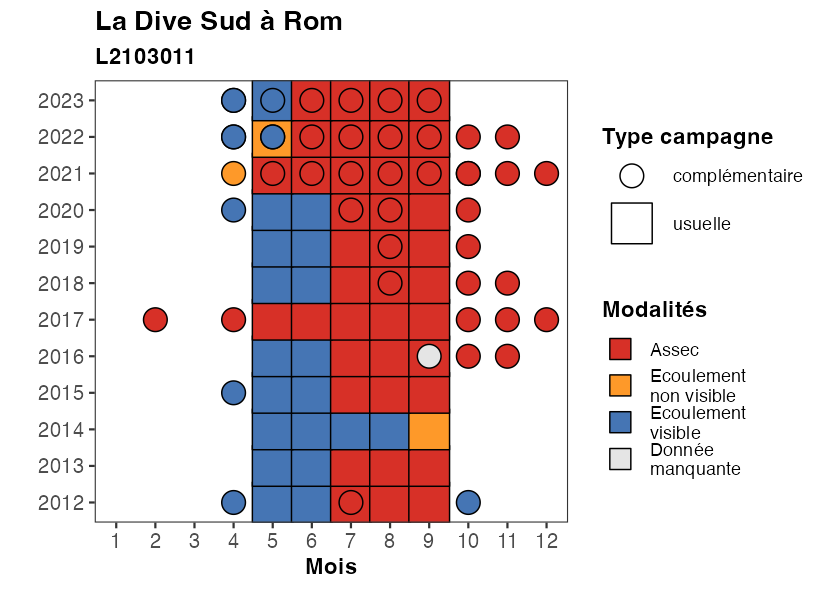 La Dive Sud à Rom
L2103011
2023
2022
2021
2020
2019
2018
2017
2016
2015
2014
2013
2012
1 2 3 4 5 6 7 8 9 10 11 12
Mois
Type campagne
complémentaire
usuelle
Modalités
Assec
Ecoulement
non visible
Ecoulement
visible
Donnée
manquante